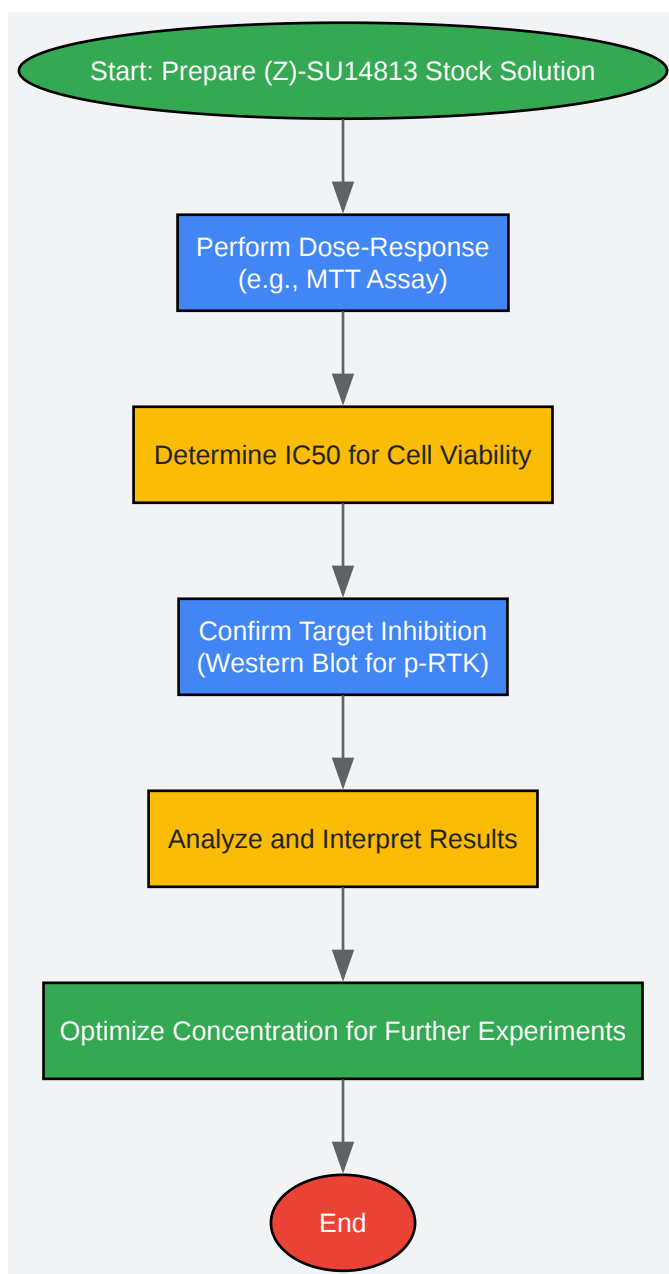 Start: Prepare (Z)-SU14813 Stock Solution
Perform Dose-Response
(e.g., MTT Assay)
Determine IC50 for Cell Viability
Confirm Target Inhibition
(Western Blot for p-RTK)
Analyze and Interpret Results
Optimize Concentration for Further Experiments
End